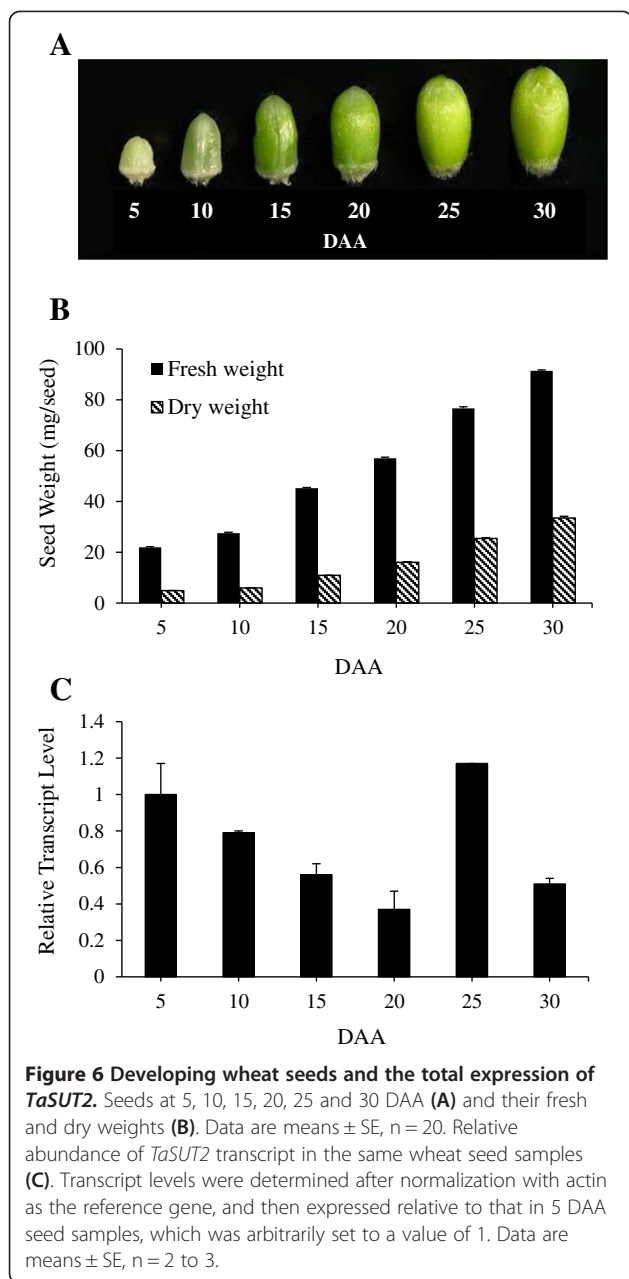 A
5 10 15 20 25 30
DAA
B
100
80
60
40
20
0
Seed Weight (mg/seed)
Fresh weight
Dry weight
5 10 15 20 25 30
DAA
C
1.4
1.2
1
0.8
0.6
0.4
0.2
0
Relative Transcript Level
5 10 15 20 25 30
DAA
Figure 6 Developing wheat seeds and the total expression of
TaSUT2. Seeds at 5, 10, 15, 20, 25 and 30 DAA (A) and their fresh
and dry weights (B). Data are means ± SE, n = 20. Relative
abundance of TaSUT2 transcript in the same wheat seed samples
(C). Transcript levels were determined after normalization with actin
as the reference gene, and then expressed relative to that in 5 DAA
seed samples, which was arbitrarily set to a value of 1. Data are
means ± SE, n = 2 to 3.